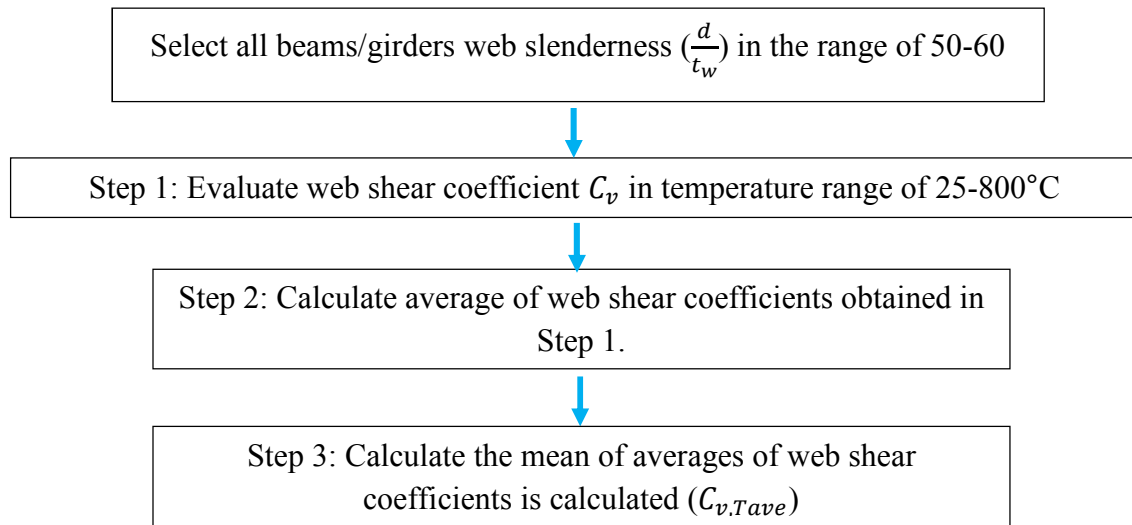 Select all beams/girders web slenderness (d/t_w) in the range of 50-60
Step 1: Evaluate web shear coefficient C_v in temperature range of 25-800°C
Step 2: Calculate average of web shear coefficients obtained in
Step 1.
Step 3: Calculate the mean of averages of web shear
coefficients is calculated (C_{v,Tave})